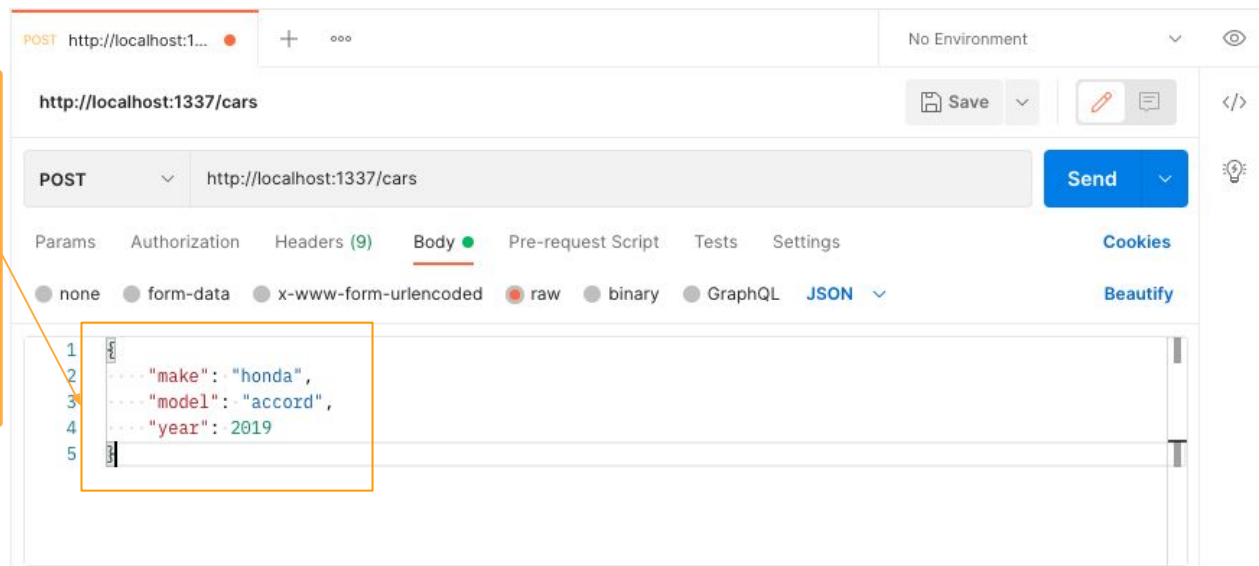 POST http://localhost:1... No Environment
http://localhost:1337/cars Save
POST http://localhost:1337/cars Send
Params Authorization Headers (9) Body Pre-request Script Tests Settings Cookies
none form-data x-www-form-urlencoded raw binary GraphQL JSON Beautify
1 {
2 "make": "honda",
3 "model": "accord",
4 "year": 2019
5 }